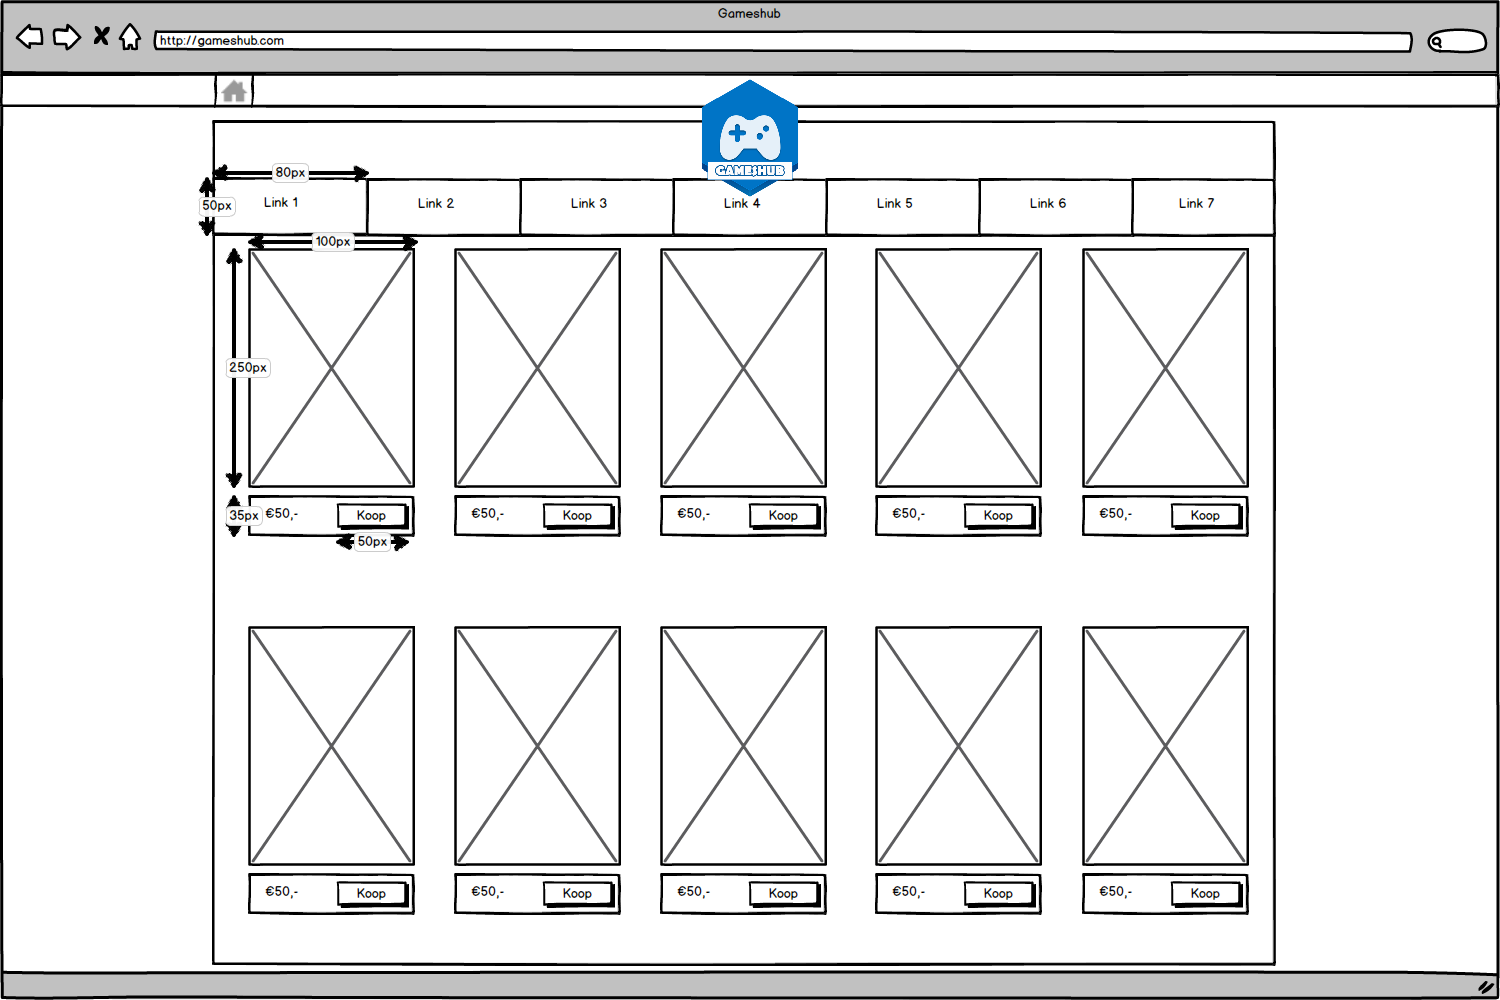 Gameshub
http://gameshub.com
GAMESHUB
80px
50px
Link 1
Link 2
Link 3
Link 4
Link 5
Link 6
Link 7
100px
250px
35px
€50,-
Koop
€50,-
Koop
€50,-
Koop
€50,-
Koop
€50,-
Koop
50px
€50,-
Koop
€50,-
Koop
€50,-
Koop
€50,-
Koop
€50,-
Koop